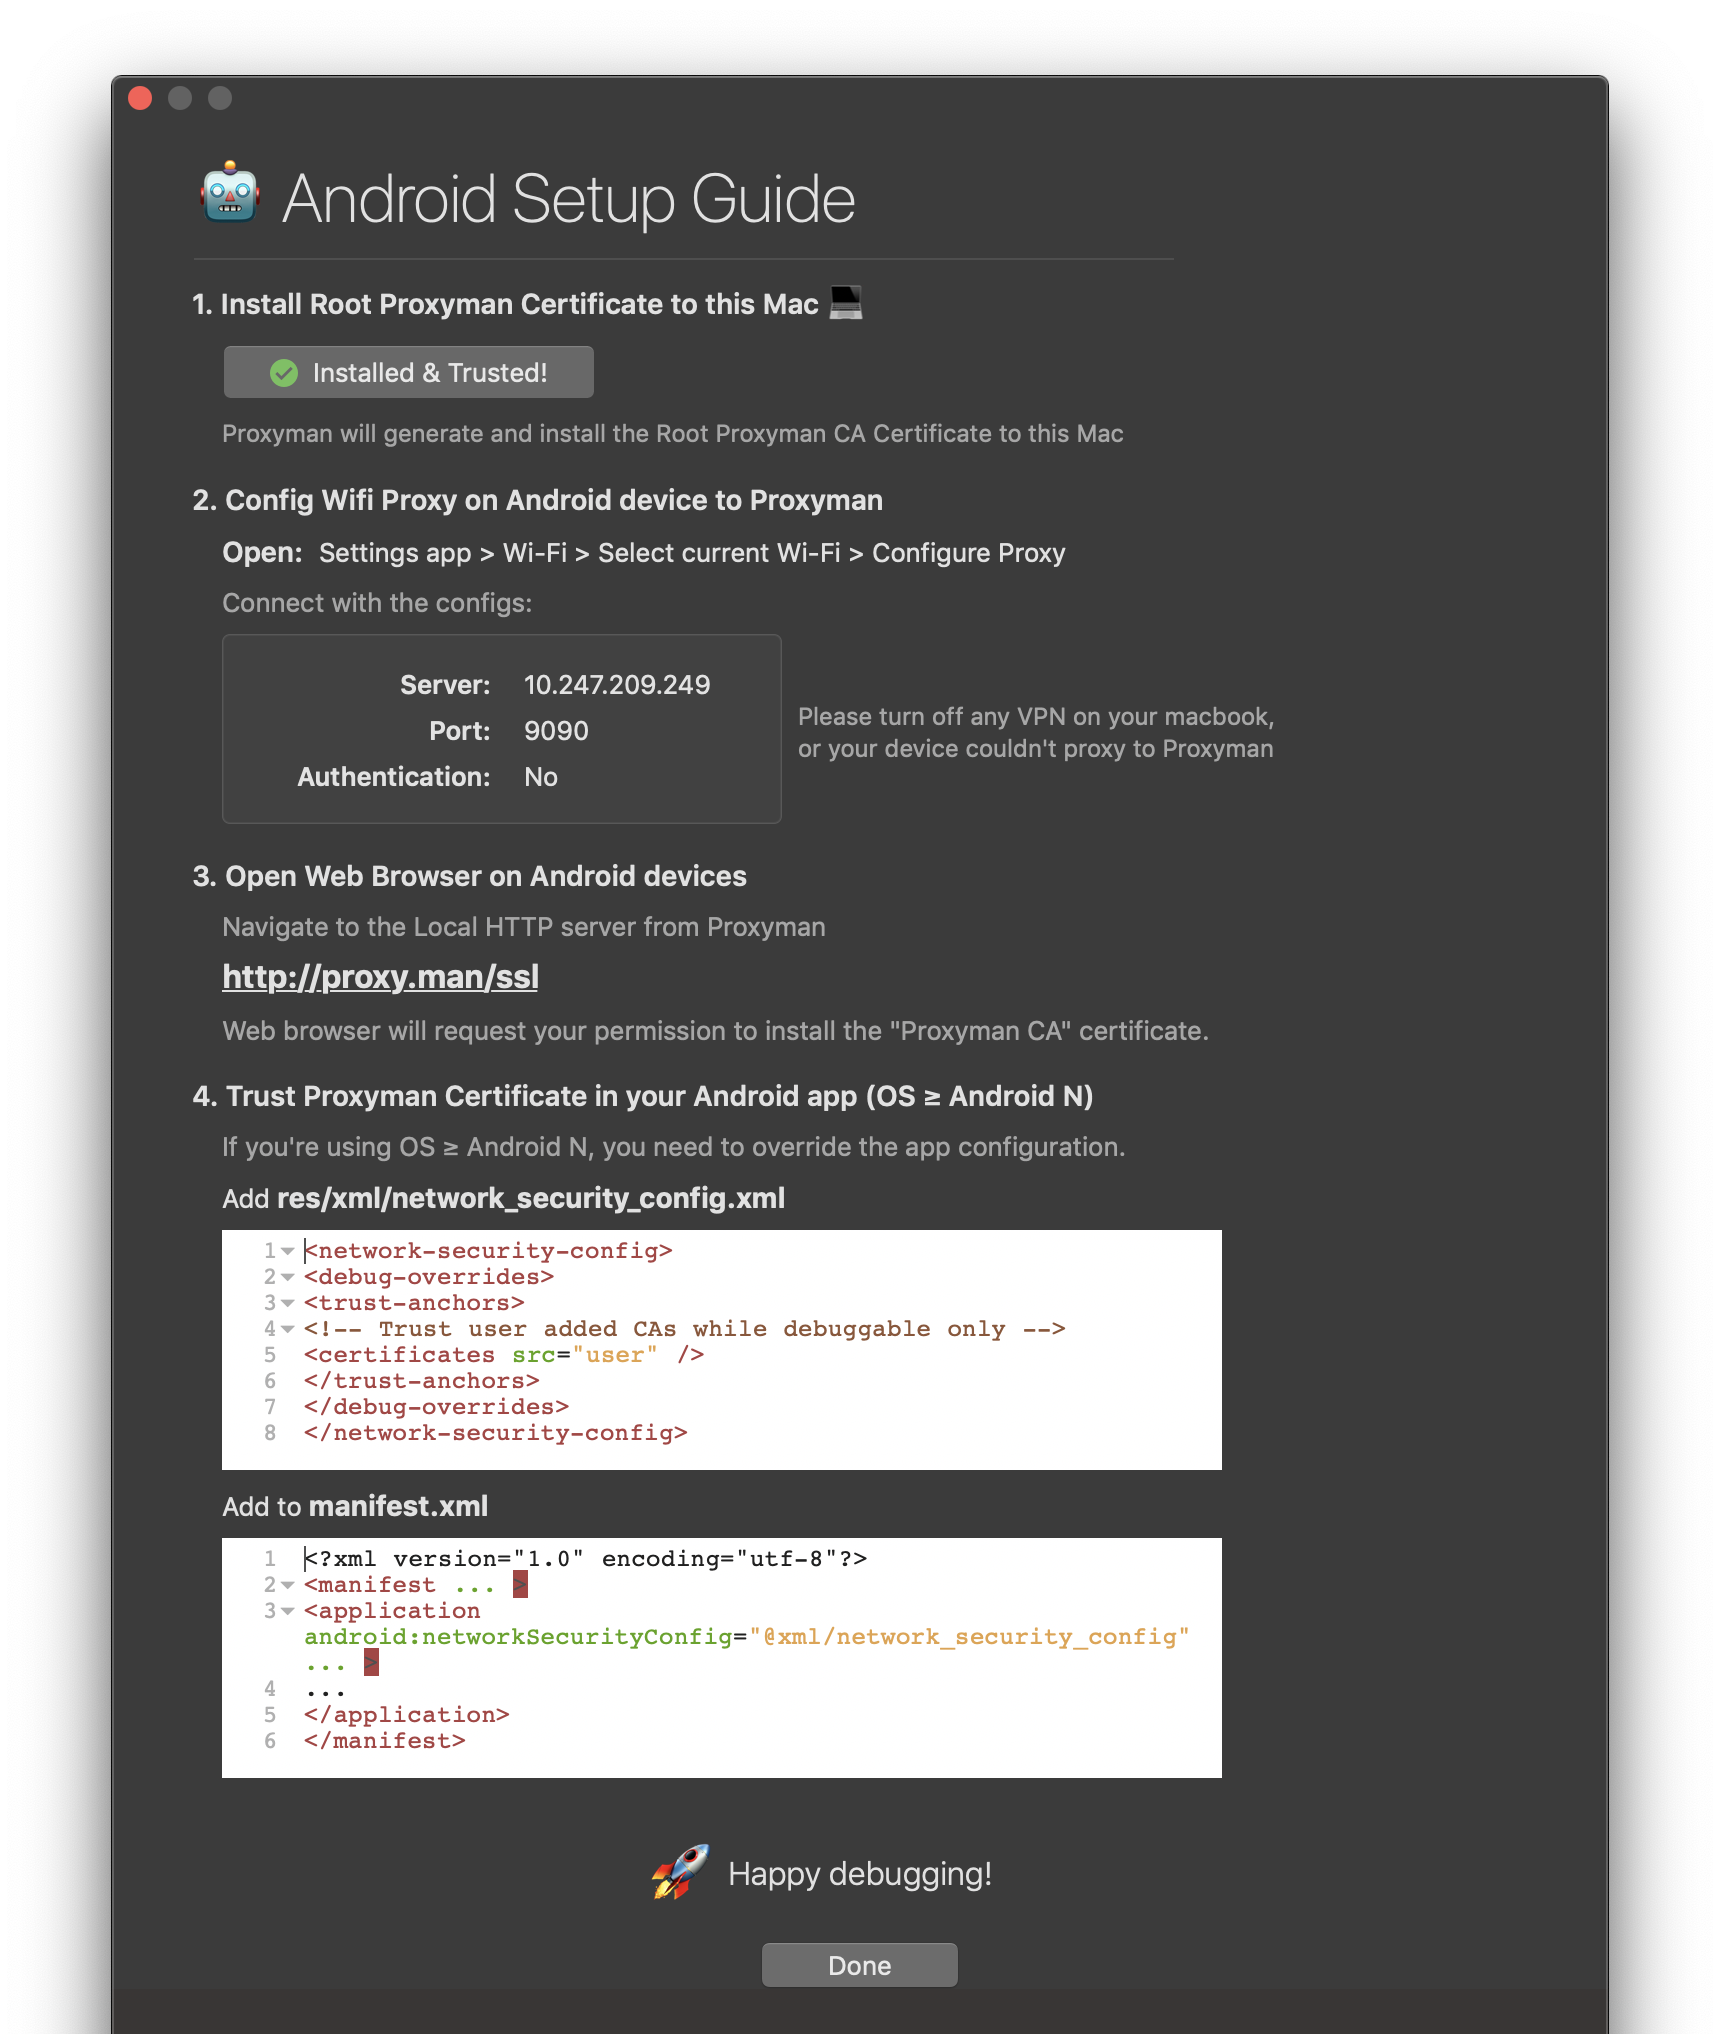 Android Setup Guide
1. Install Root Proxyman Certificate to this Mac
Installed & Trusted!
Proxyman will generate and install the Root Proxyman CA Certificate to this Mac
2. Config Wifi Proxy on Android device to Proxyman
Open: Settings app > Wi-Fi > Select current Wi-Fi > Configure Proxy
Connect with the configs:
Server: 10.247.209.249
Port: 9090
Authentication: No
Please turn off any VPN on your macbook,
or your device couldn't proxy to Proxyman
3. Open Web Browser on Android devices
Navigate to the Local HTTP server from Proxyman
http://proxy.man/ssl
Web browser will request your permission to install the "Proxyman CA" certificate.
4. Trust Proxyman Certificate in your Android app (OS ≥ Android N)
If you're using OS ≥ Android N, you need to override the app configuration.
Add res/xml/network_security_config.xml
1 <network-security-config>
2 <debug-overrides>
3 <trust-anchors>
4 <!-- Trust user added CAs while debuggable only -->
5 <certificates src="user" />
6 </trust-anchors>
7 </debug-overrides>
8 </network-security-config>
Add to manifest.xml
1 <?xml version="1.0" encoding="utf-8"?>
2 <manifest ... >
3 <application
android:networkSecurityConfig="@xml/network_security_config"
... >
4 ...
5 </application>
6 </manifest>
Happy debugging!
Done